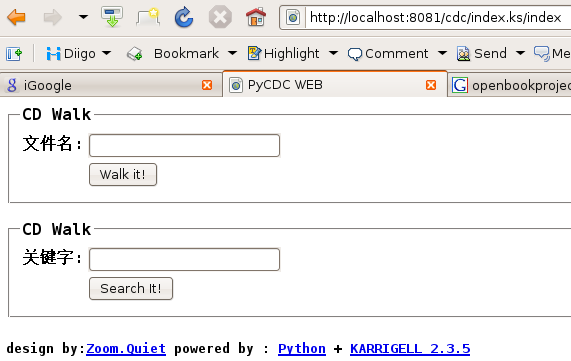 http://localhost:8081/cdc/index.ks/index
Diigo Bookmark Highlight Comment Send Me
iGoogle PyCDC WEB openbookprojec
CD Walk
文件名:
Walk it!
CD Walk
关键字:
Search It!
design by:Zoom.Quiet powered by : Python + KARRIGELL 2.3.5